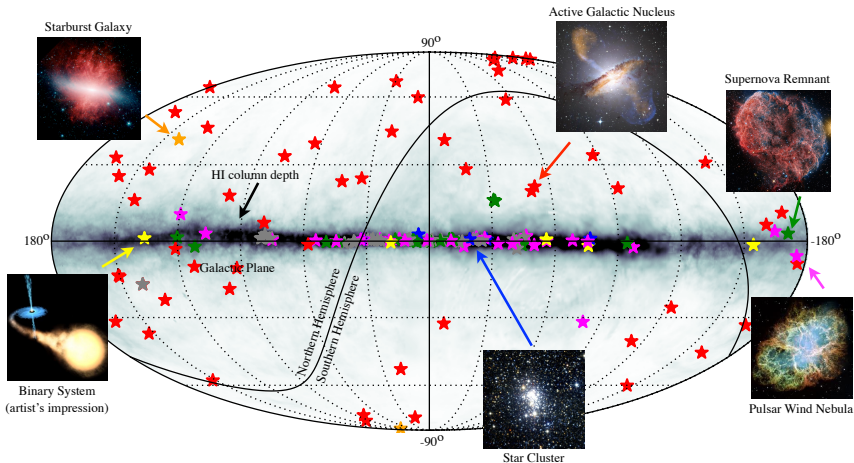 Starburst Galaxy
Active Galactic Nucleus
90°
Supernova Remnant
HI column depth
180°
-180°
Galactic Plane
Northern Hemisphere
Southern Hemisphere
Binary System
(artist's impression)
Pulsar Wind Nebula
-90°
Star Cluster